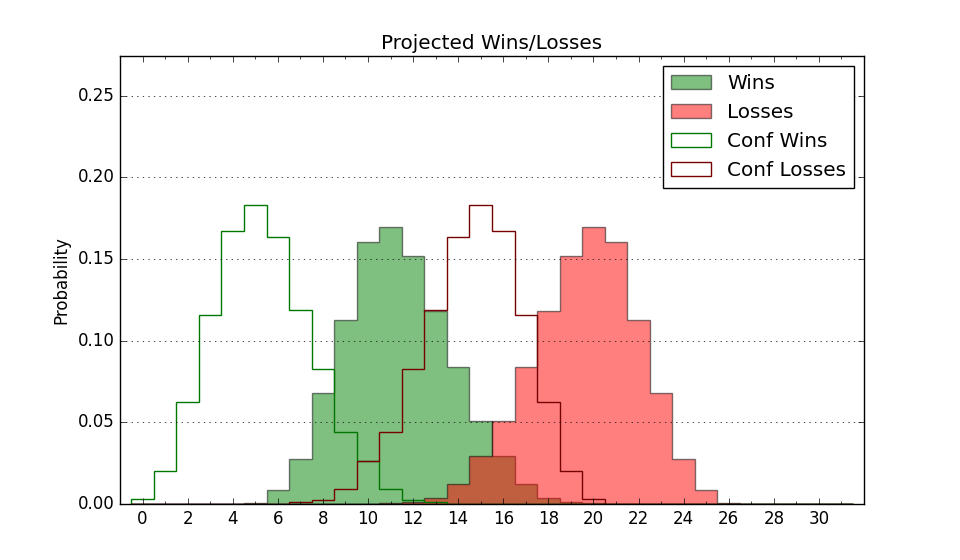 Projected Wins/Losses
Wins
Losses
Conf Wins
Conf Losses
Probability
0.25
0.20
0.15
0.10
0.05
0.00
0 2 4 6 8 10 12 14 16 18 20 22 24 26 28 30